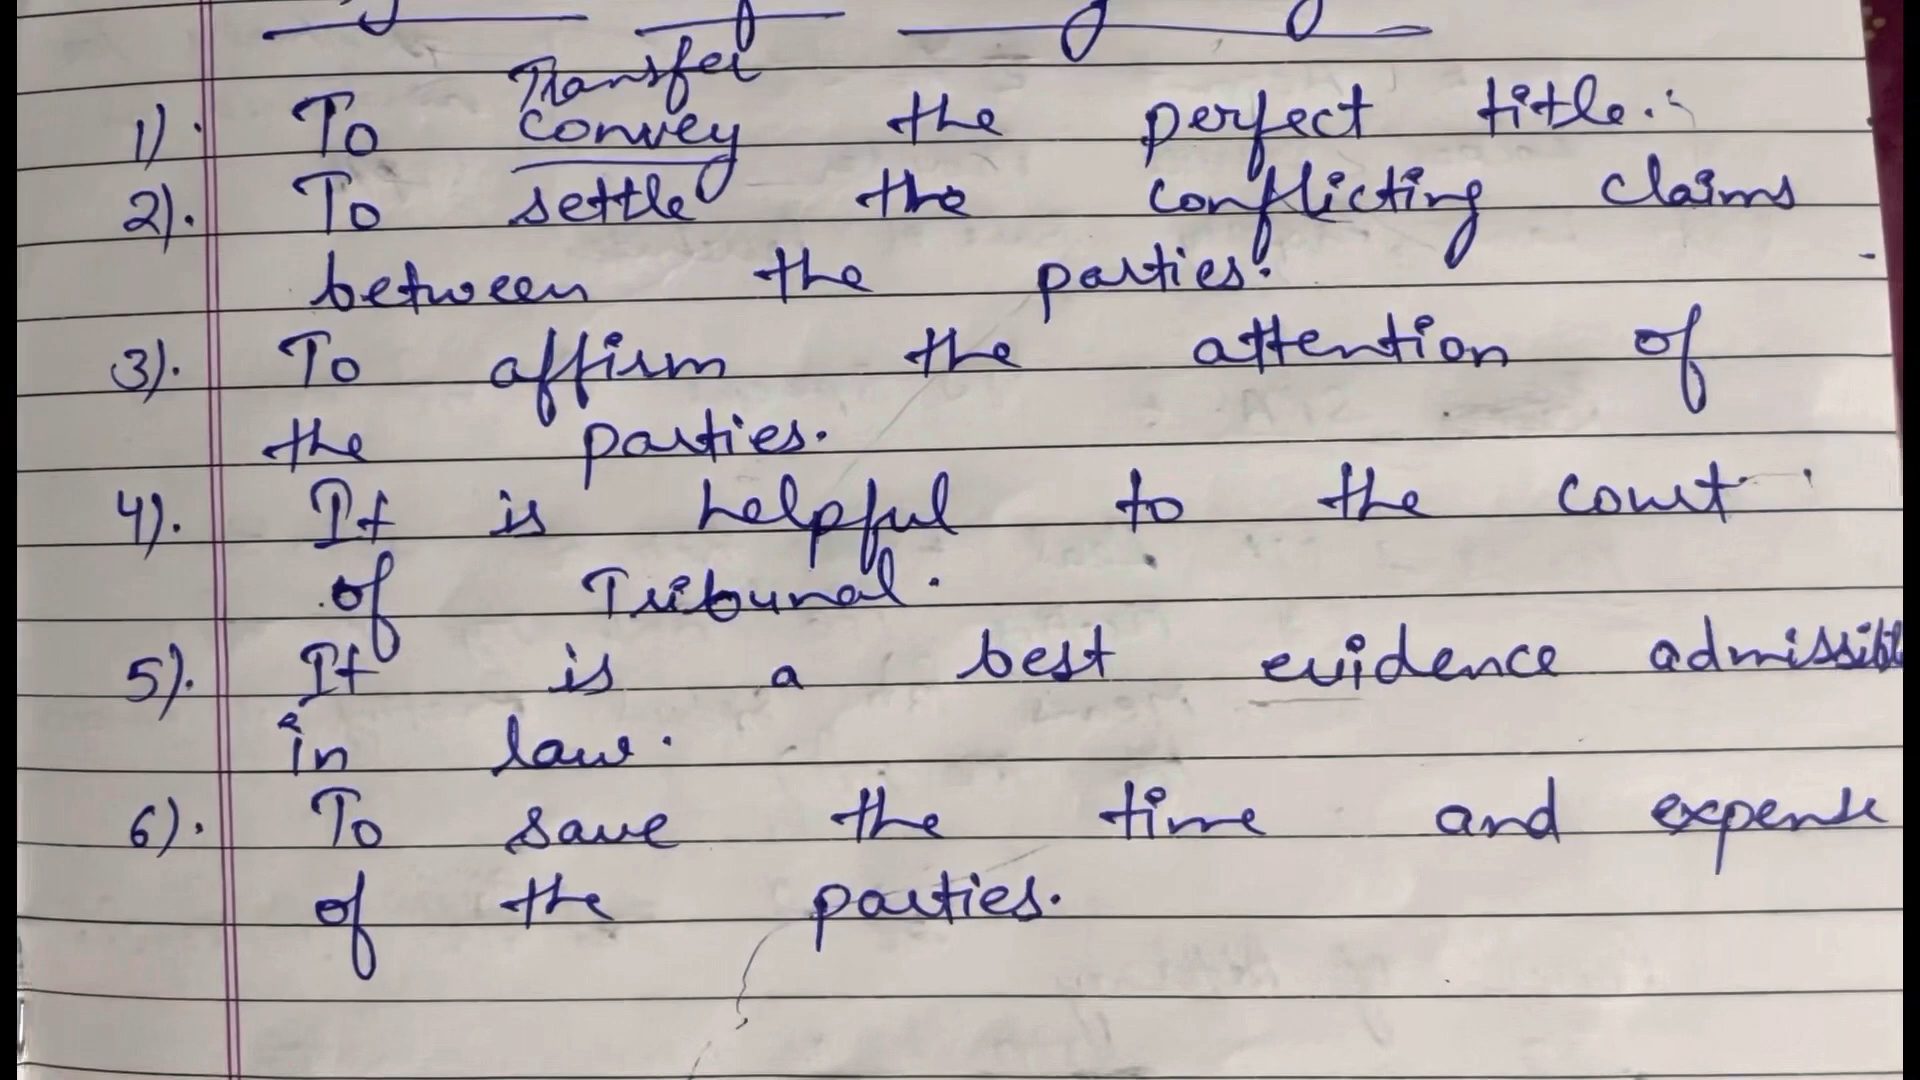 Transfer
1). To convey the perfect title.
2). To settle the conflicting claims
between the parties.
3). To affirm the attention of
the parties.
4). It is helpful to the court
of Tribunal.
5). It is a best evidence admissible
in law.
6). To save the time and expense
of the parties.